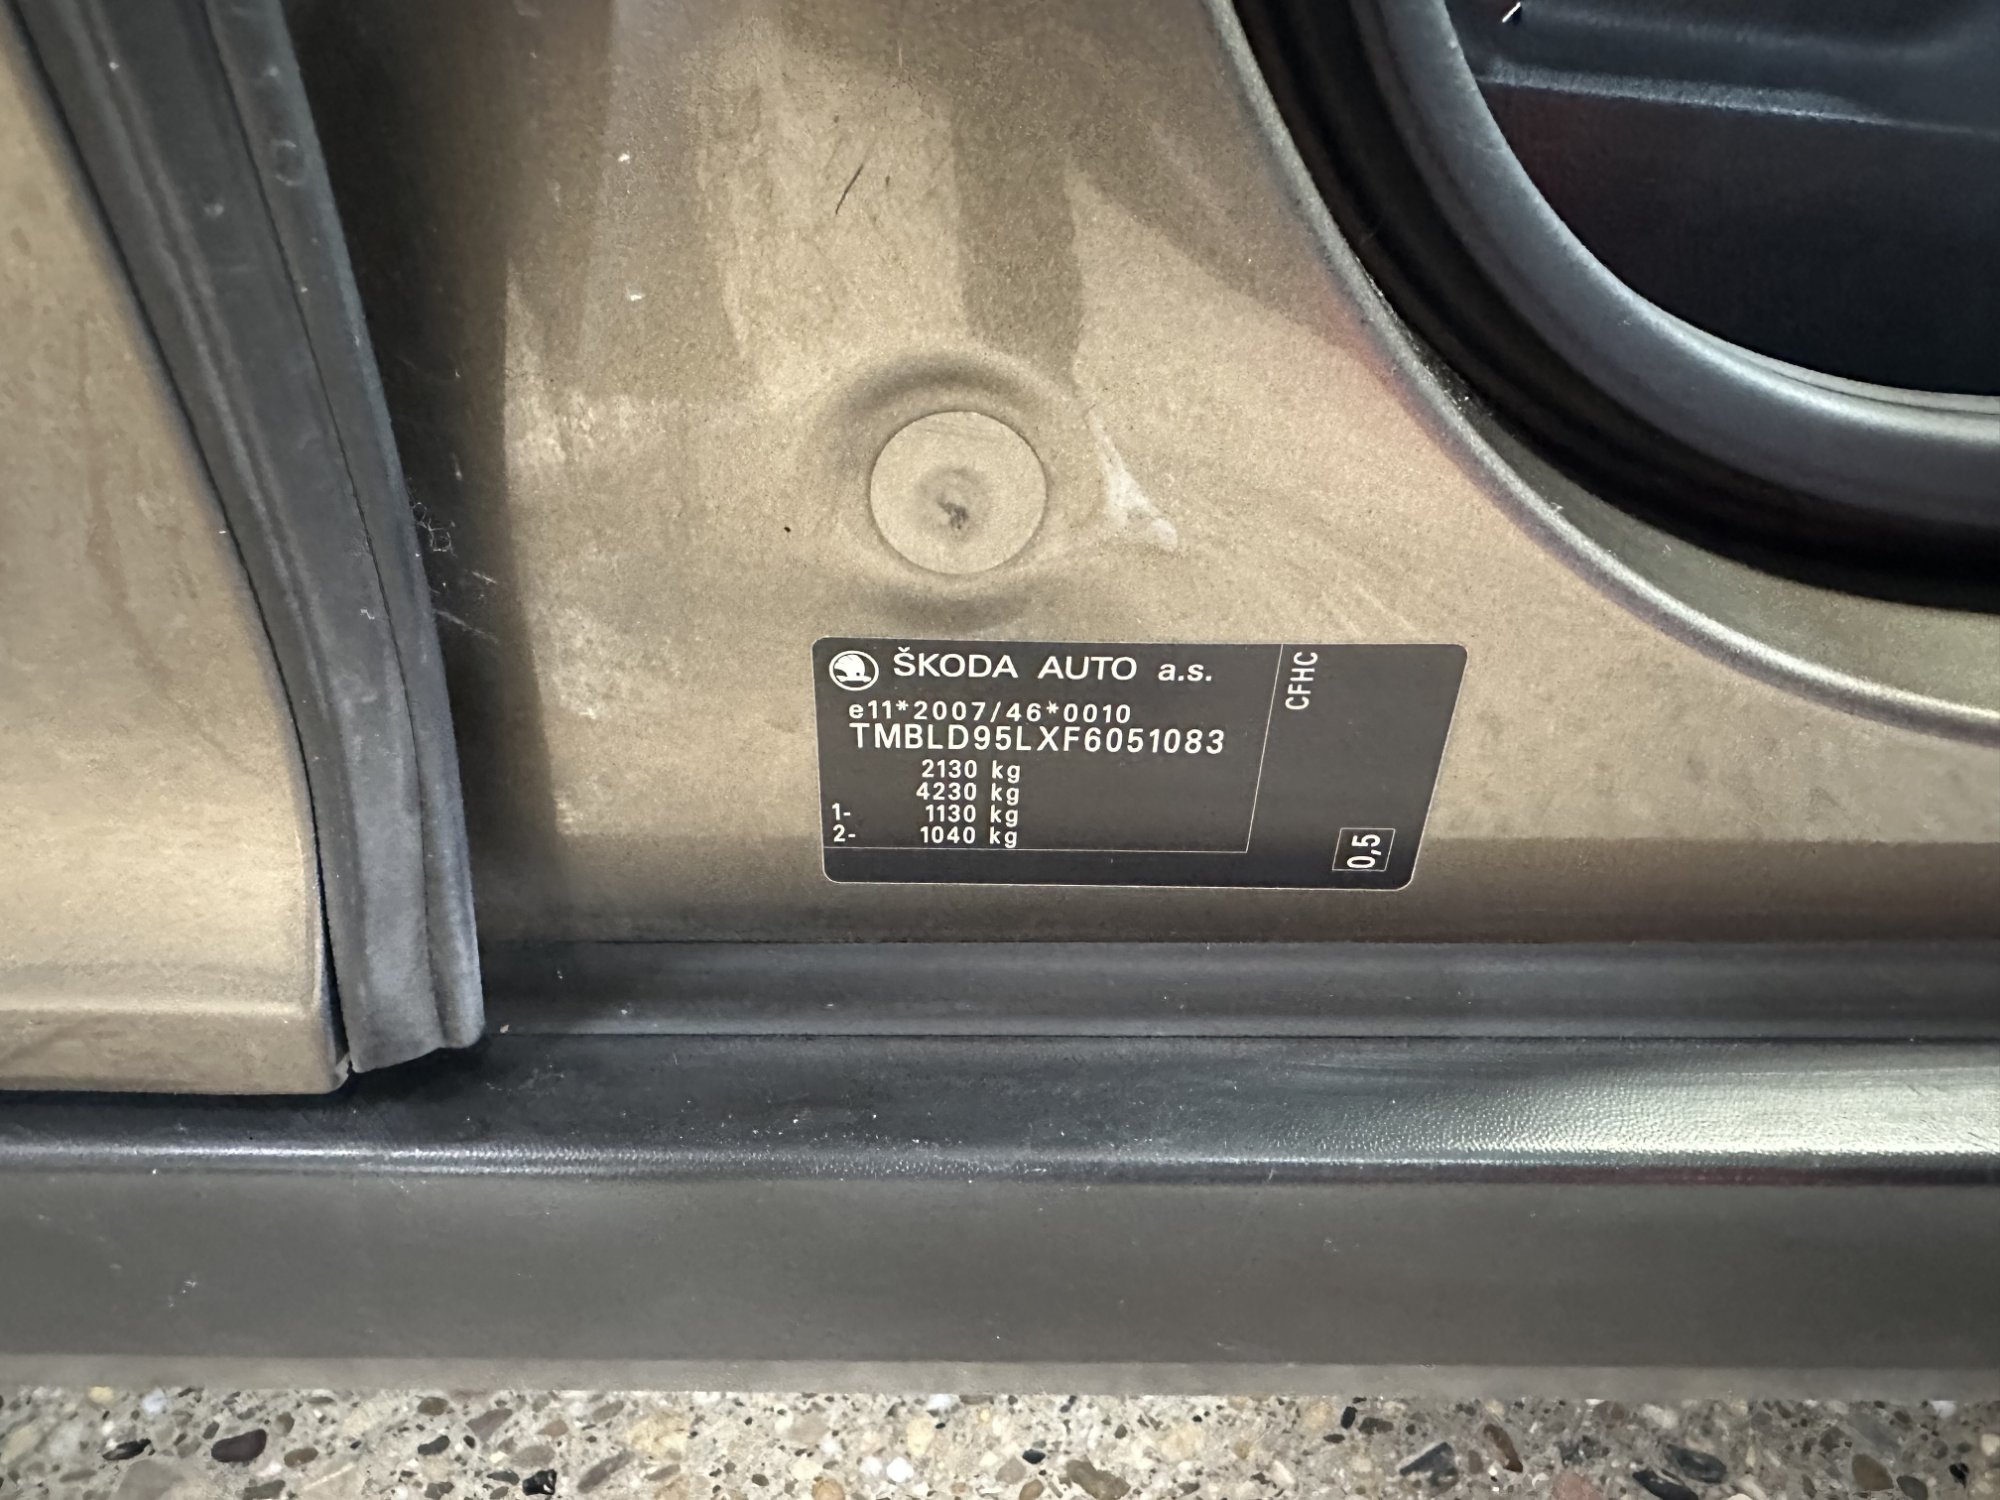 ŠKODA AUTO a.s.
e11*2007/46*0010
TMBLD95LXF6051083
2130 kg
4230 kg
1- 1130 kg
2- 1040 kg
CFHC
0,5